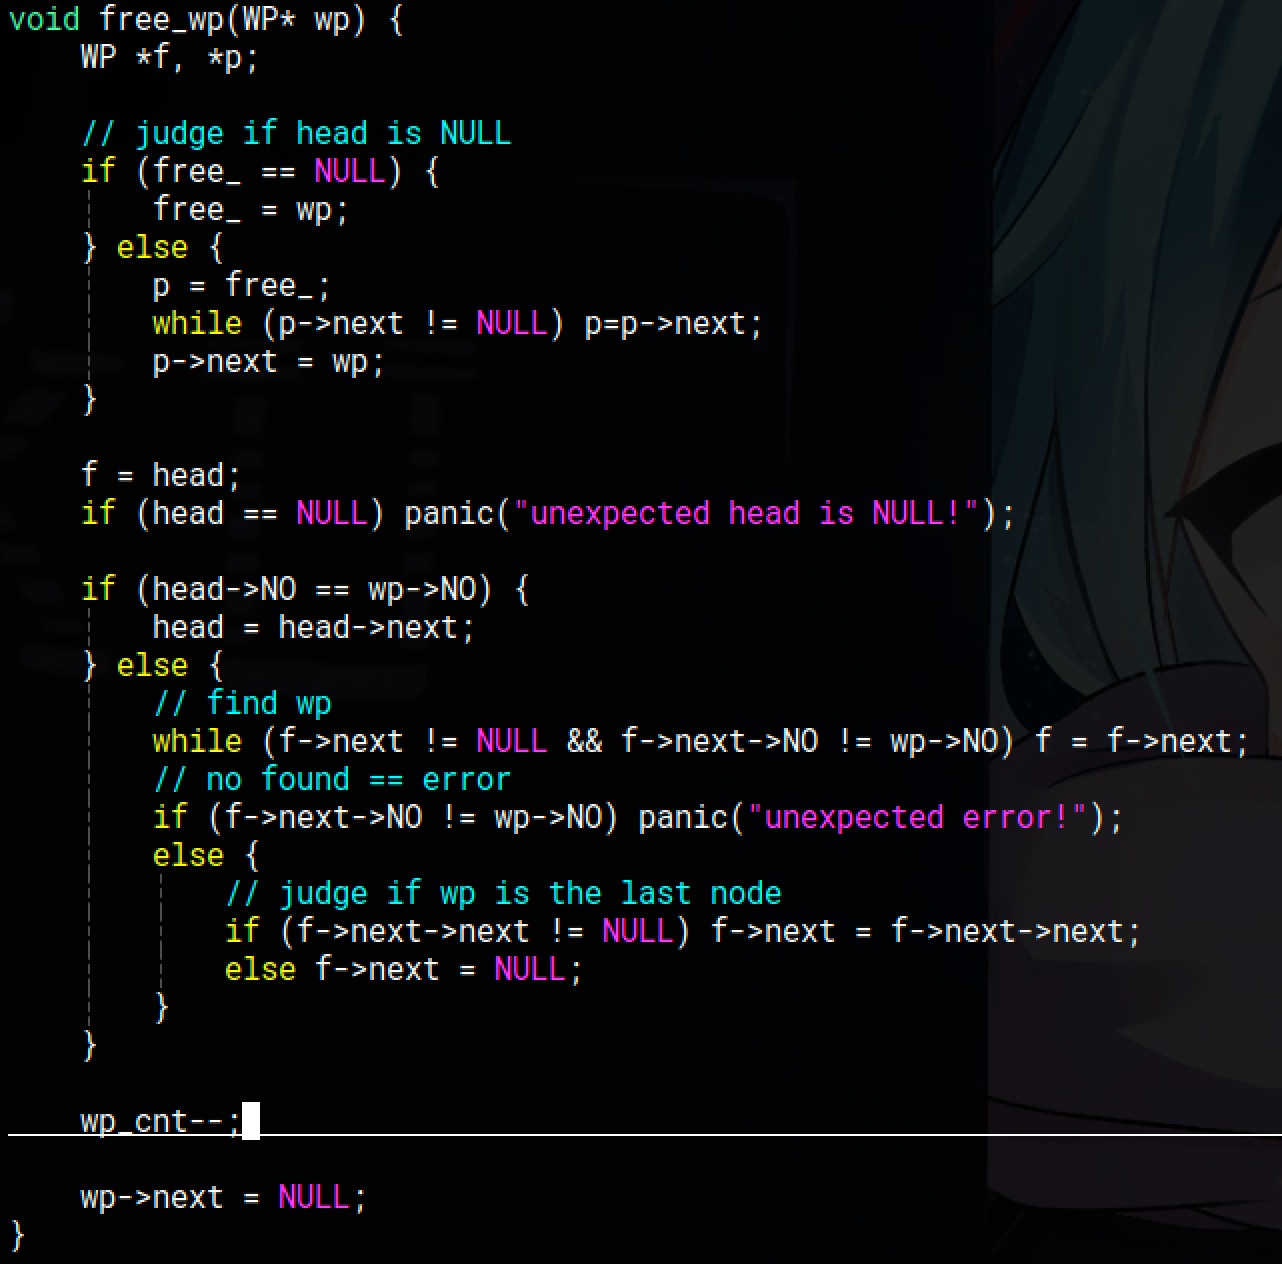 void free_wp(WP* wp) {
    WP *f, *p;

    // judge if head is NULL
    if (free_ == NULL) {
        free_ = wp;
    } else {
        p = free_;
        while (p->next != NULL) p=p->next;
        p->next = wp;
    }

    f = head;
    if (head == NULL) panic("unexpected head is NULL!");

    if (head->NO == wp->NO) {
        head = head->next;
    } else {
        // find wp
        while (f->next != NULL && f->next->NO != wp->NO) f = f->next;
        // no found == error
        if (f->next->NO != wp->NO) panic("unexpected error!");
        else {
            // judge if wp is the last node
            if (f->next->next != NULL) f->next = f->next->next;
            else f->next = NULL;
        }
    }

    wp_cnt--;

    wp->next = NULL;
}